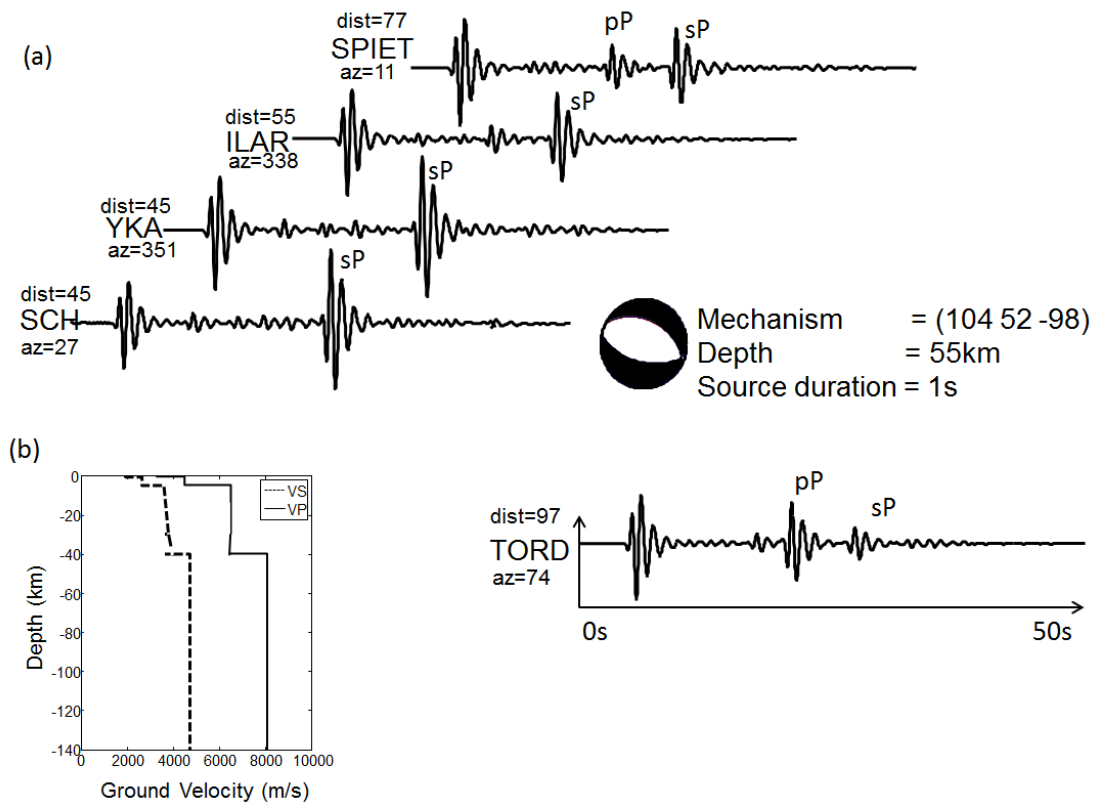 (a)
dist=77
SPIET
az=11
pP
sP
dist=55
ILAR
az=338
sP
dist=45
YKA
az=351
sP
dist=45
SCH
az=27
sP
Mechanism = (104 52 -98)
Depth = 55km
Source duration = 1s
(b)
0
-20
-40
-60
-80
-100
-120
-140
Depth (km)
VS
VP
0 2000 4000 6000 8000 10000
Ground Velocity (m/s)
dist=97
TORD
az=74
pP
sP
0s 50s